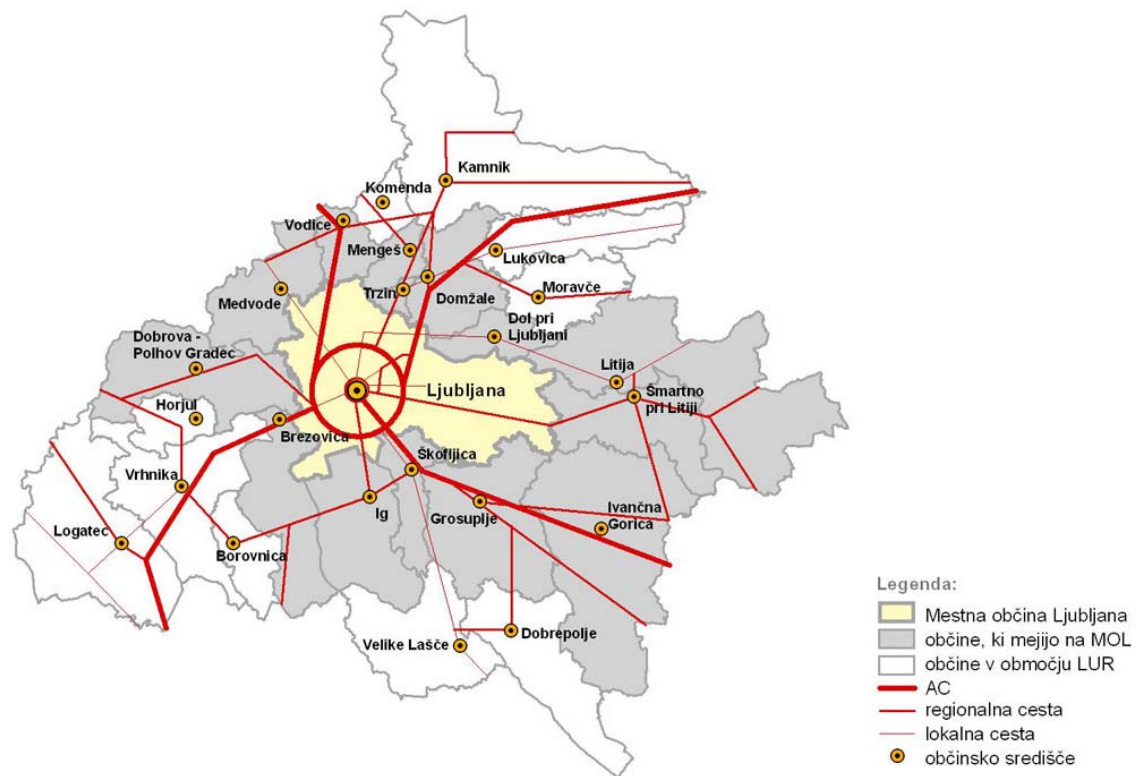 Kamnik
Komenda
Vodice
Mengeš
Lukovica
Trzin
Domžale
Moravče
Medvode
Dol pri
Ljubljani
Dobrova -
Polhov Gradec
Litija
Ljubljana
Šmartno
pri Litiji
Horjul
Brezovica
Škofljica
Vrhnika
Ig
Grosuplje
Ivančna
Gorica
Logatec
Borovnica
Velike Lašče
Dobrepolje
Legenda:
Mestna občina Ljubljana
občine, ki mejijo na MOL
občine v območju LUR
AC
regionalna cesta
lokalna cesta
občinsko središče